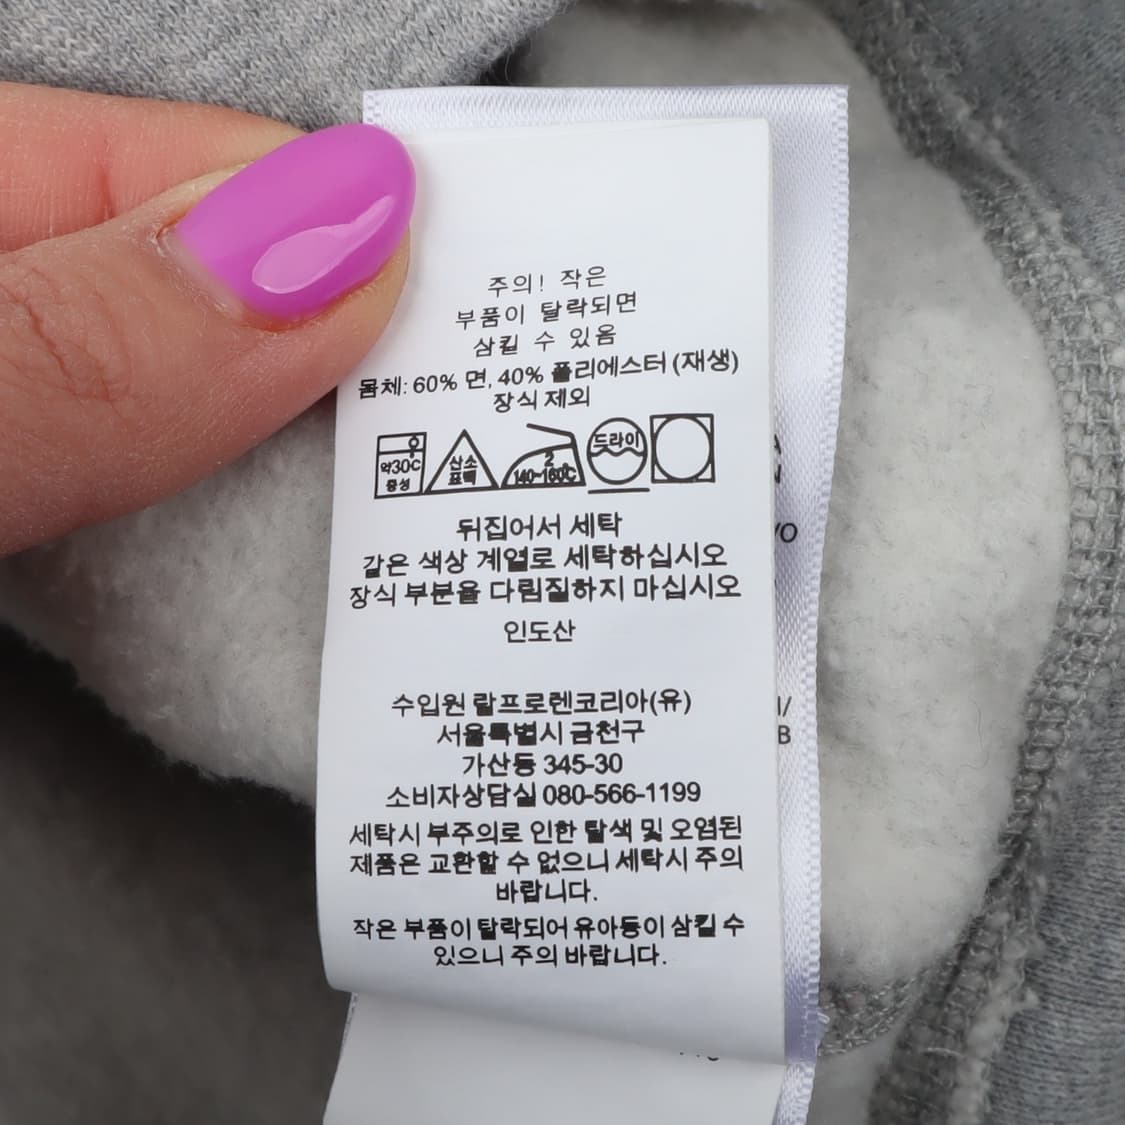 주의! 작은
부품이 탈락되면
삼킬 수 있음
몸체: 60% 면, 40% 폴리에스터 (재생)
장식 제외
약30C
중성
산소
표백
2
140~160C
드라이
뒤집어서 세탁
같은 색상 계열로 세탁하십시오
장식 부분을 다림질하지 마십시오
인도산
수입원 랄프로렌코리아(유)
서울특별시 금천구
가산동 345-30
소비자상담실 080-566-1199
세탁시 부주의로 인한 탈색 및 오염된
제품은 교환할 수 없으니 세탁시 주의
바랍니다.
작은 부품이 탈락되어 유아등이 삼킬 수
있으니 주의 바랍니다.